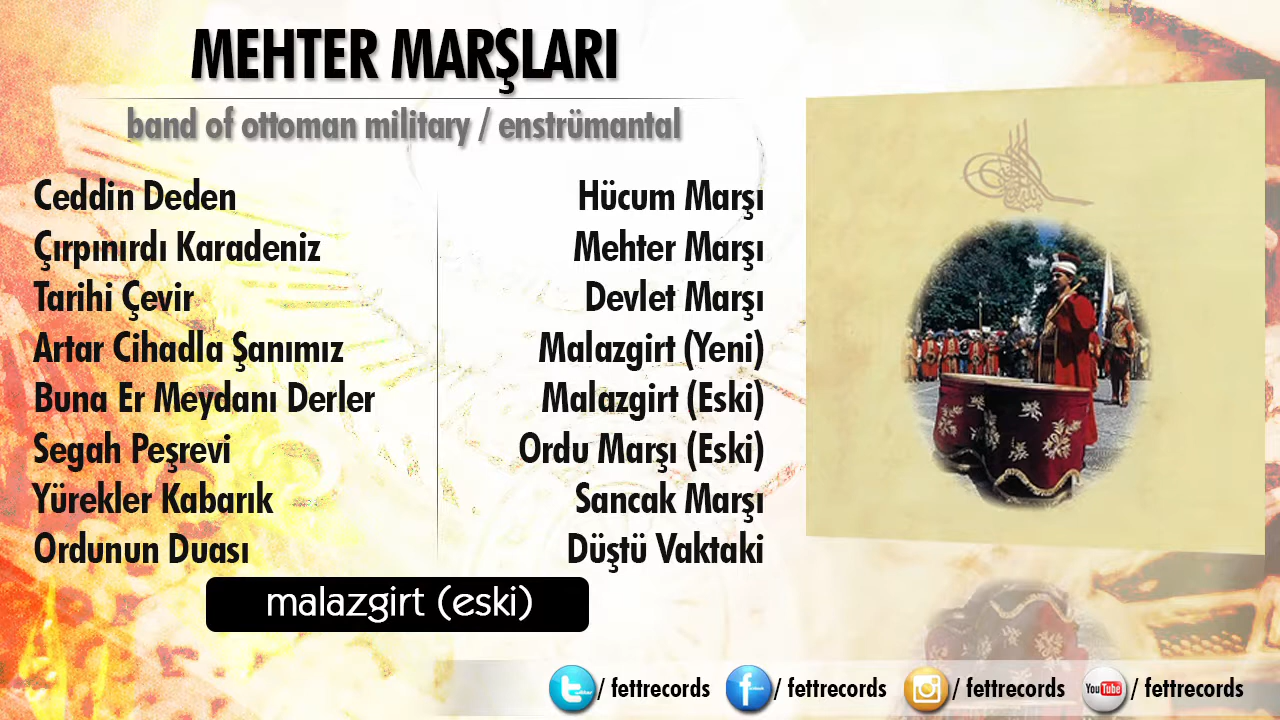 MEHTER MARŞLARI
band of ottoman military / enstrümantal
Ceddin Deden
Çırpınırdı Karadeniz
Tarihi Çevir
Artar Cihadla Şanımız
Buna Er Meydanı Derler
Segah Peşrevi
Yürekler Kabarık
Ordunun Duası
Hücum Marşı
Mehter Marşı
Devlet Marşı
Malazgirt (Yeni)
Malazgirt (Eski)
Ordu Marşı (Eski)
Sancak Marşı
Düştü Vaktaki
malazgirt (eski)
/ fettrecords
/ fettrecords
/ fettrecords
You Tube / fettrecords